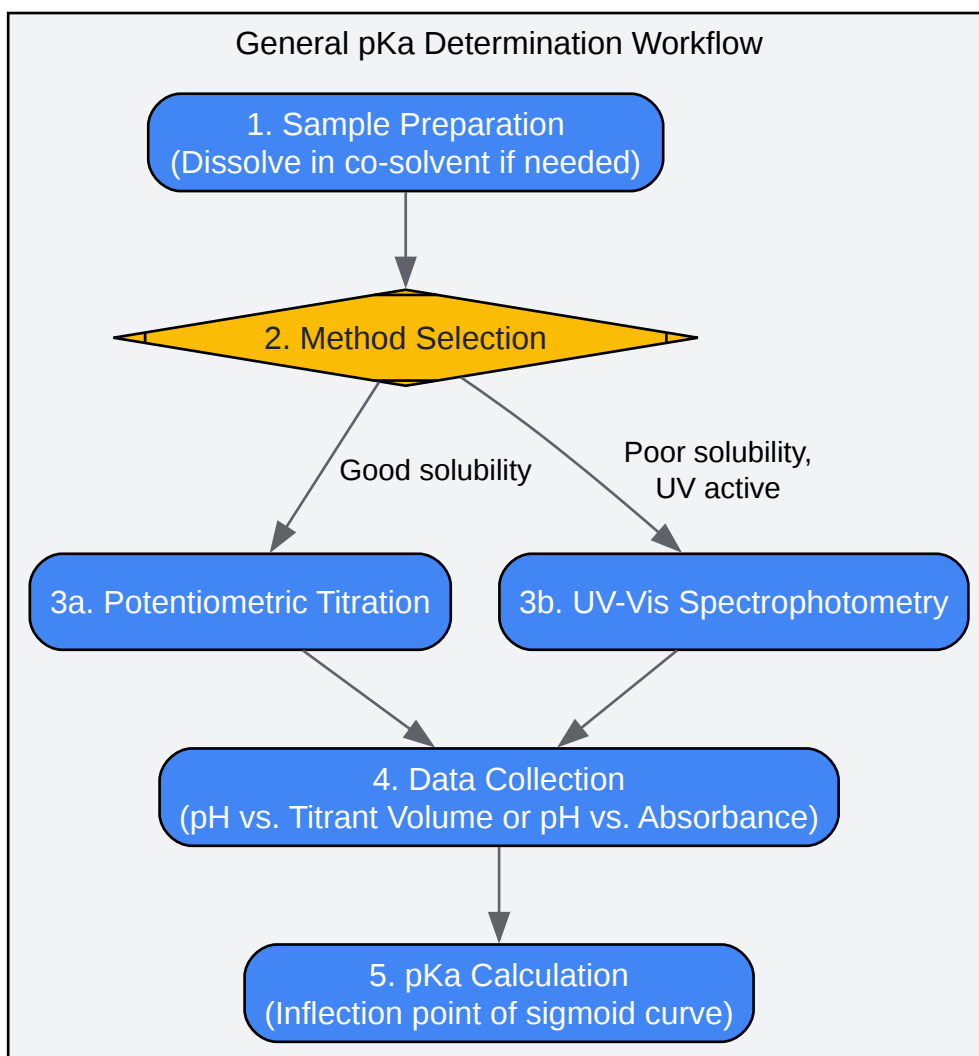 General pKa Determination Workflow
1. Sample Preparation
(Dissolve in co-solvent if needed)
2. Method Selection
Good solubility
Poor solubility,
UV active
3a. Potentiometric Titration
3b. UV-Vis Spectrophotometry
4. Data Collection
(pH vs. Titrant Volume or pH vs. Absorbance)
5. pKa Calculation
(Inflection point of sigmoid curve)